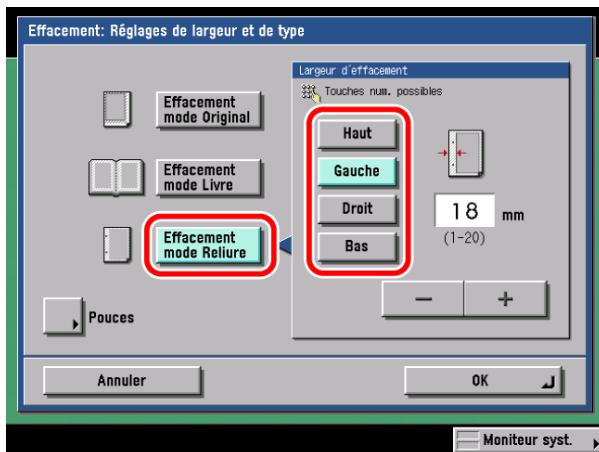 Effacement: Réglages de largeur et de type
Largeur d'effacement
Touches num. possibles
Effacement
mode Original
Effacement
mode Livre
Effacement
mode Reliure
Haut
Gauche
Droit
Bas
18 mm
(1-20)
- +
Pouces
Annuler
OK
Moniteur syst.